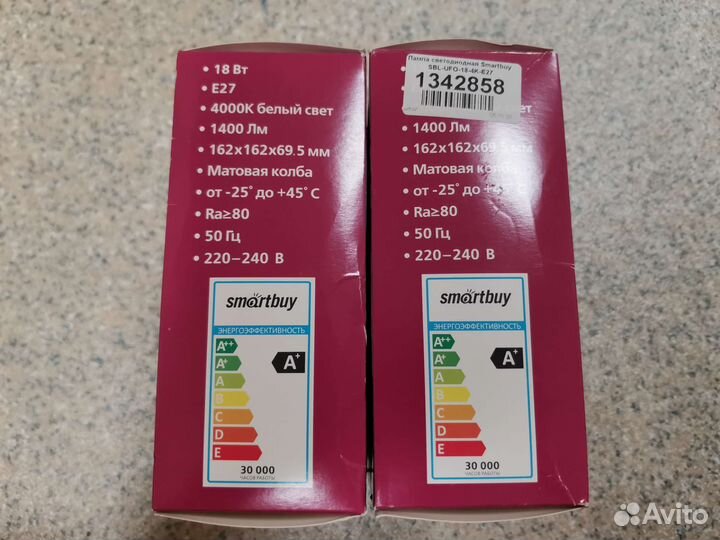 • 18 Вт
• E27
• 4000К белый свет
• 1400 Лм
• 162x162x69.5 мм
• Матовая колба
• от -25° до +45° С
• Ra≥80
• 50 Гц
• 220–240 В
smartbuy
ЭНЕРГОЭФФЕКТИВНОСТЬ
A++
A+
A
B
C
D
E
A+
30 000
ЧАСОВ РАБОТЫ
Лампа светодиодная Smartbuy
SBL-UFO-18-4K-E27
1342858
ет
• 1400 Лм
• 162x162x69.5 мм
• Матовая колба
• от -25° до +45° С
• Ra≥80
• 50 Гц
• 220–240 В
smartbuy
ЭНЕРГОЭФФЕКТИВНОСТЬ
A++
A+
A
B
C
D
E
A+
30 000
ЧАСОВ РАБОТЫ
Avito